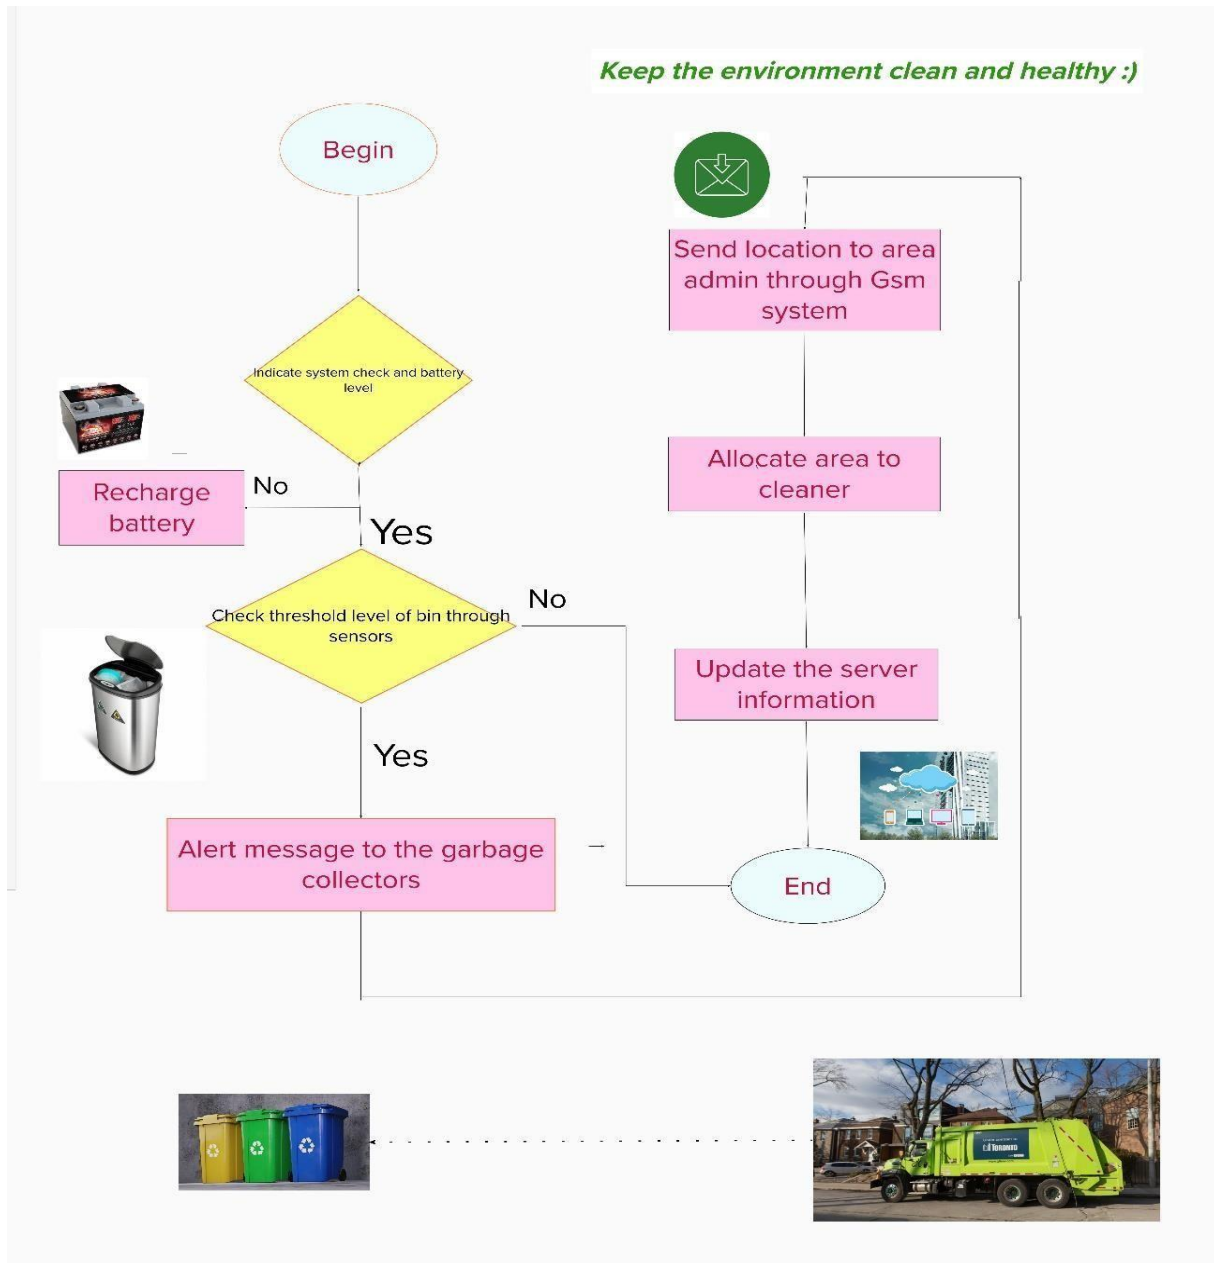 Keep the environment clean and healthy :)
Begin
Indicate system check and battery
level
No
Recharge
battery
Yes
Check threshold level of bin through
sensors
No
Yes
Alert message to the garbage
collectors
Send location to area
admin through Gsm
system
Allocate area to
cleaner
Update the server
information
End
TORONTO